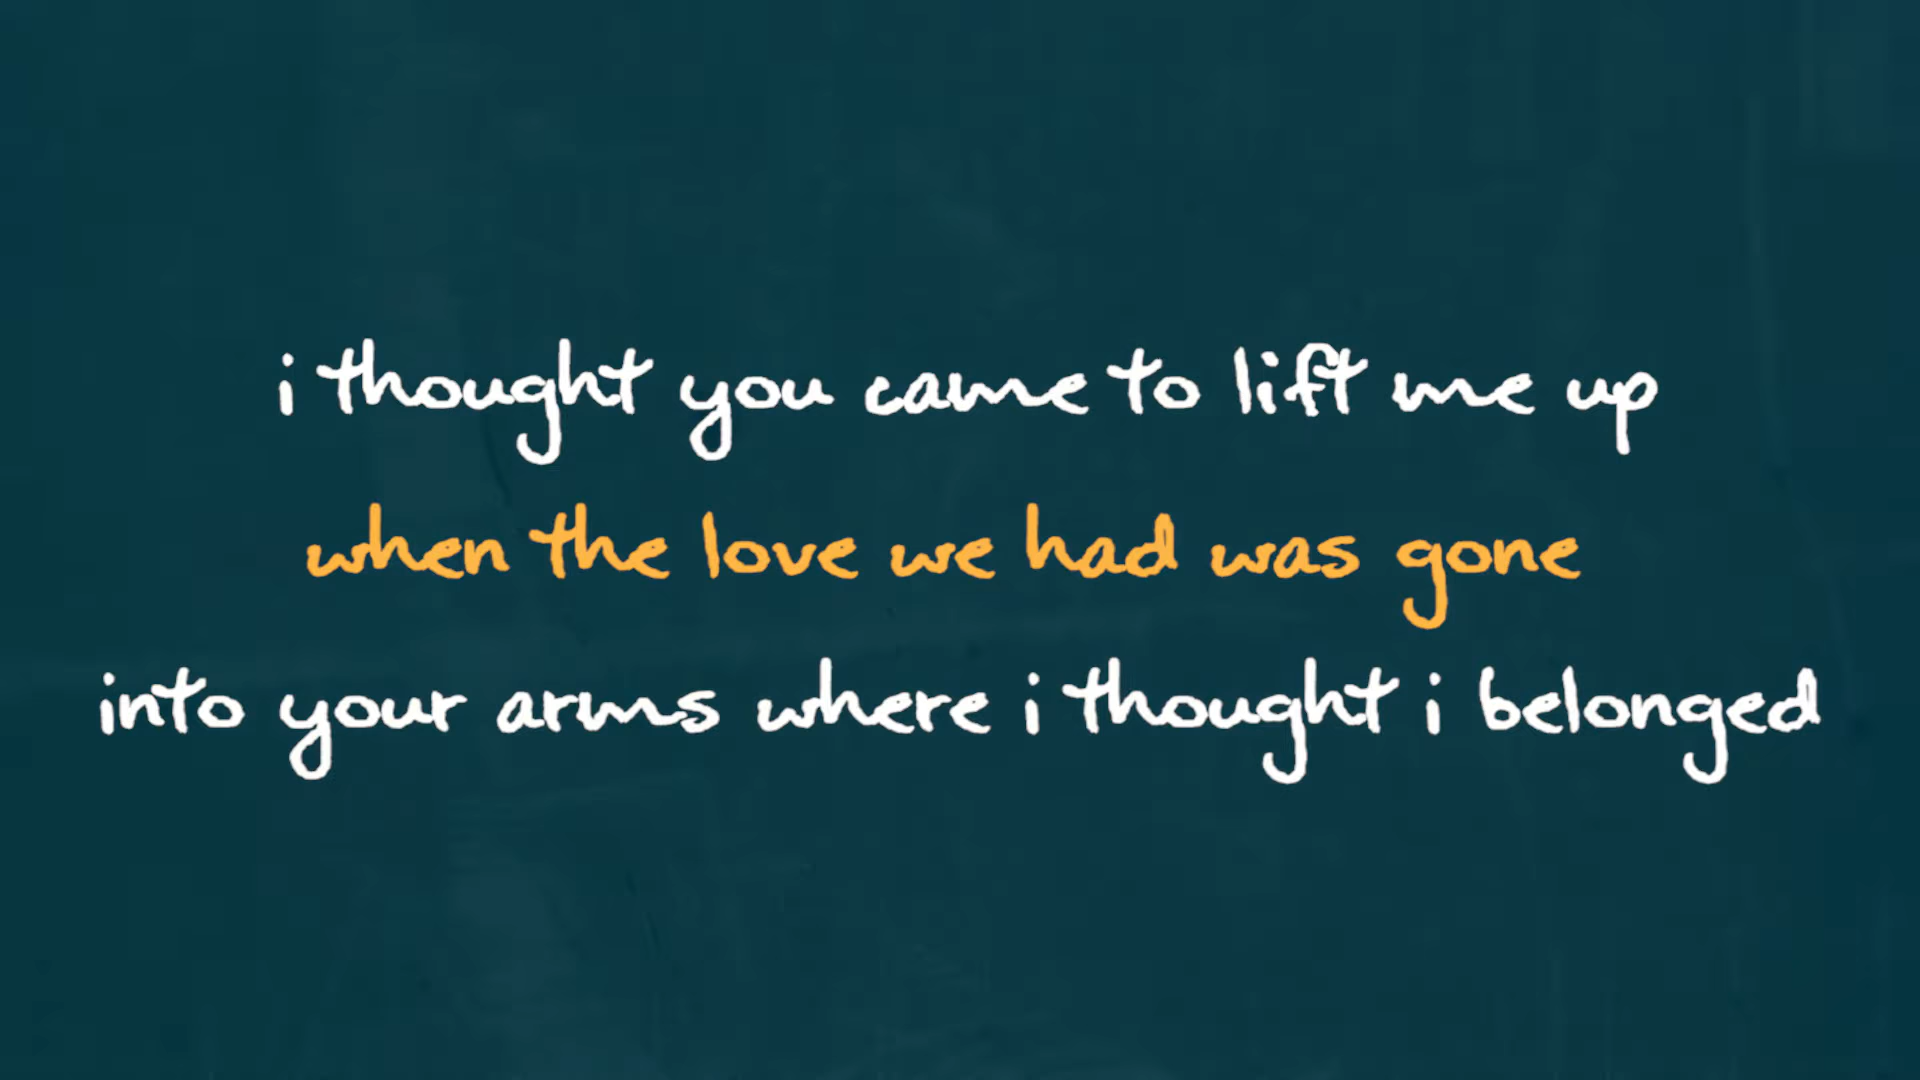 i thought you came to lift me up
when the love we had was gone
into your arms where i thought i belonged